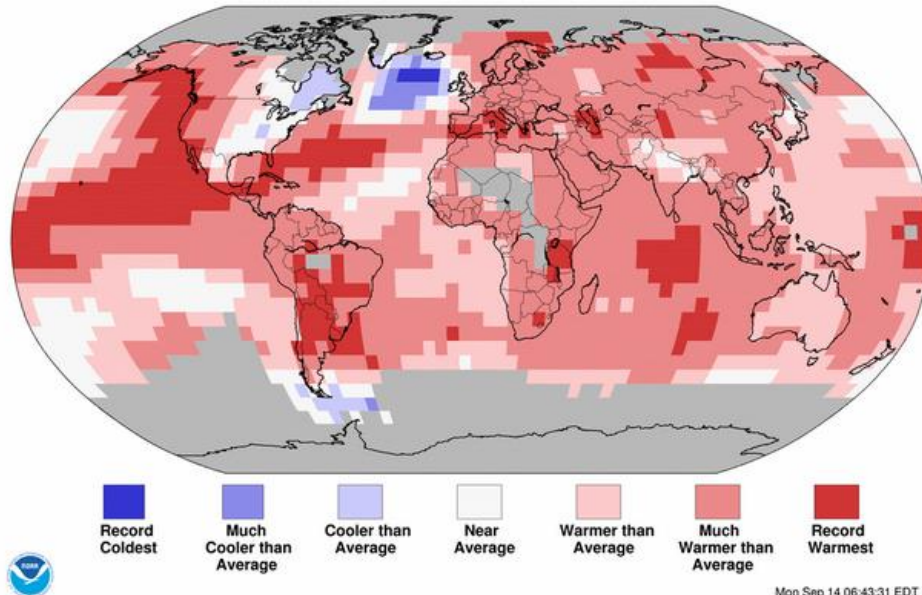 Record
Coldest
Much
Cooler than
Average
Cooler than
Average
Near
Average
Warmer than
Average
Much
Warmer than
Average
Record
Warmest
NOAA
Mon Sep 14 06:43:31 EDT